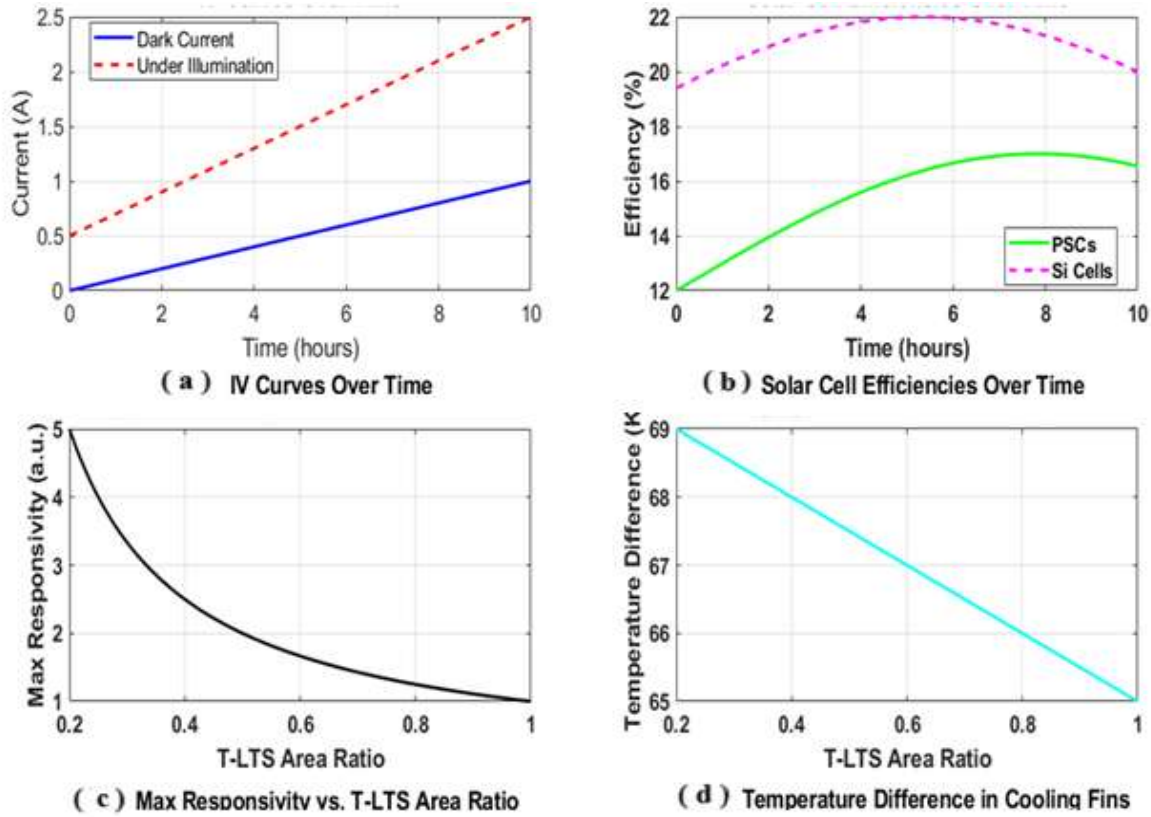 2.5
2
1.5
1
0.5
0
Current (A)
Dark Current
Under Illumination
0 2 4 6 8 10
Time (hours)
( a ) IV Curves Over Time
22
20
18
16
14
12
Efficiency (%)
PSCs
Si Cells
0 2 4 6 8 10
Time (hours)
( b ) Solar Cell Efficiencies Over Time
5
4
3
2
1
Max Responsivity (a.u.)
0.2 0.4 0.6 0.8 1
T-LTS Area Ratio
( c ) Max Responsivity vs. T-LTS Area Ratio
69
68
67
66
65
Temperature Difference (K
0.2 0.4 0.6 0.8 1
T-LTS Area Ratio
( d ) Temperature Difference in Cooling Fins